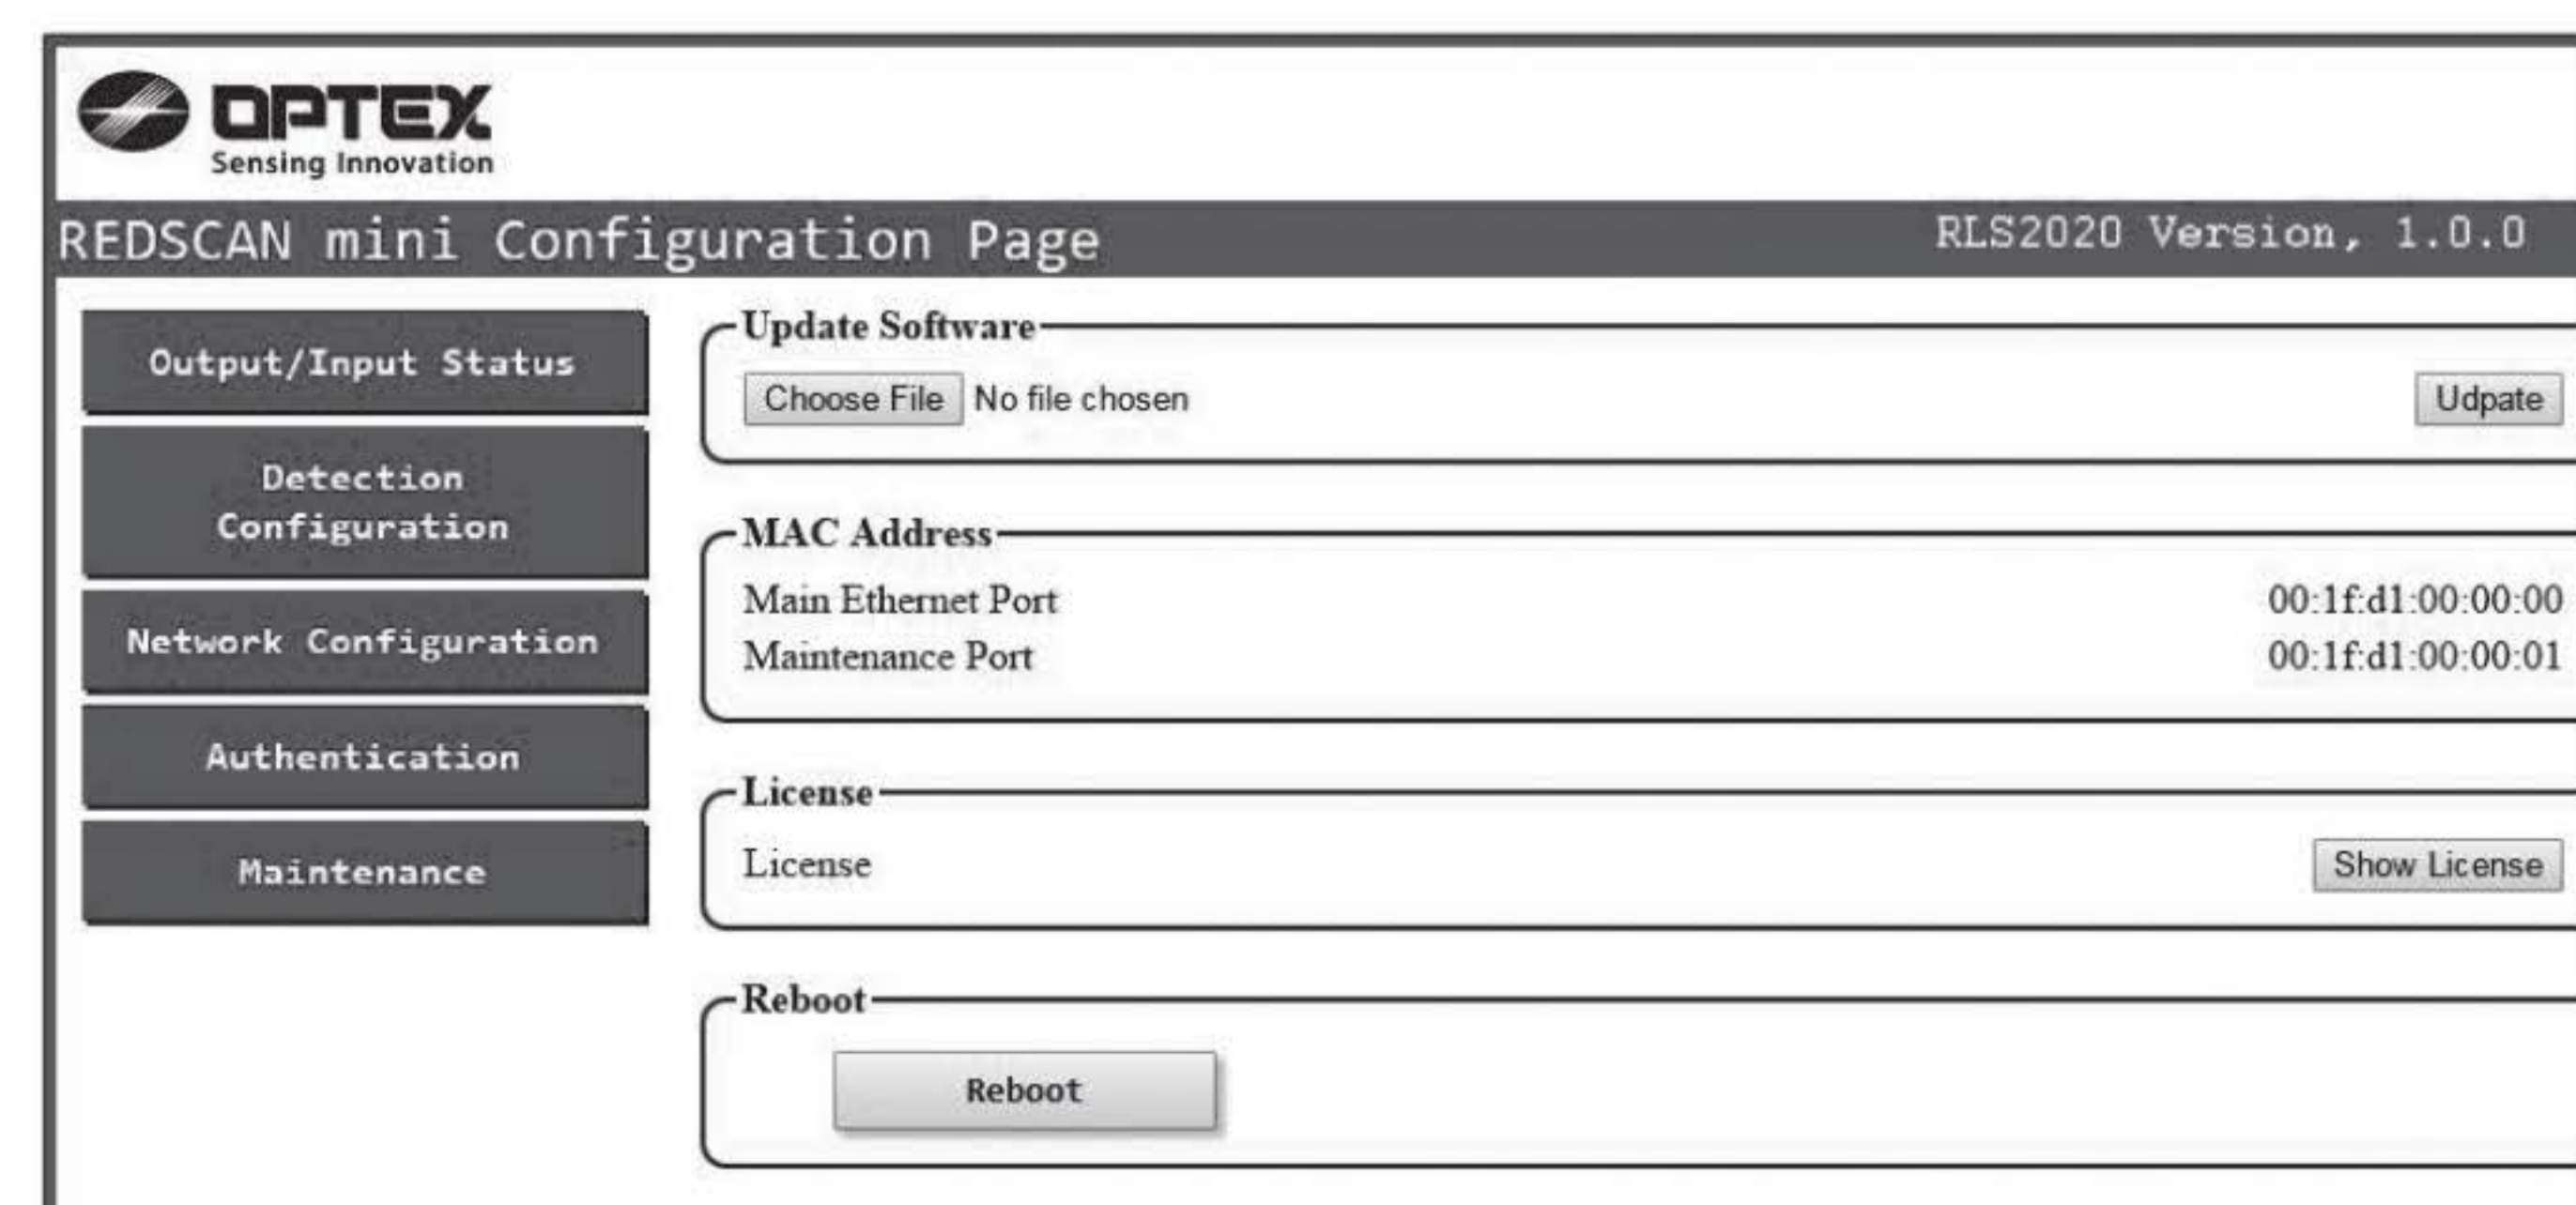 OPTEX
Sensing Innovation
REDSCAN mini Configuration Page
RLS2020 Version, 1.0.0
Output/Input Status
Detection
Configuration
Network Configuration
Authentication
Maintenance
Update Software
Choose File No file chosen
Udpate
MAC Address
Main Ethernet Port 00:1f:d1:00:00:00
Maintenance Port 00:1f:d1:00:00:01
License
License Show License
Reboot
Reboot